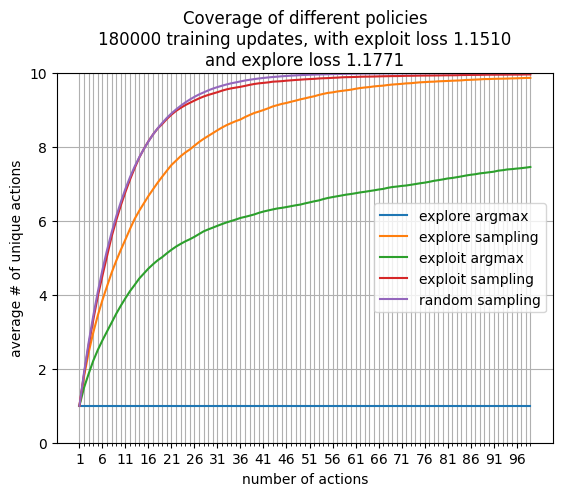 Coverage of different policies
180000 training updates, with exploit loss 1.1510
and explore loss 1.1771
average # of unique actions
10
8
6
4
2
0
explore argmax
explore sampling
exploit argmax
exploit sampling
random sampling
1 6 11 16 21 26 31 36 41 46 51 56 61 66 71 76 81 86 91 96
number of actions